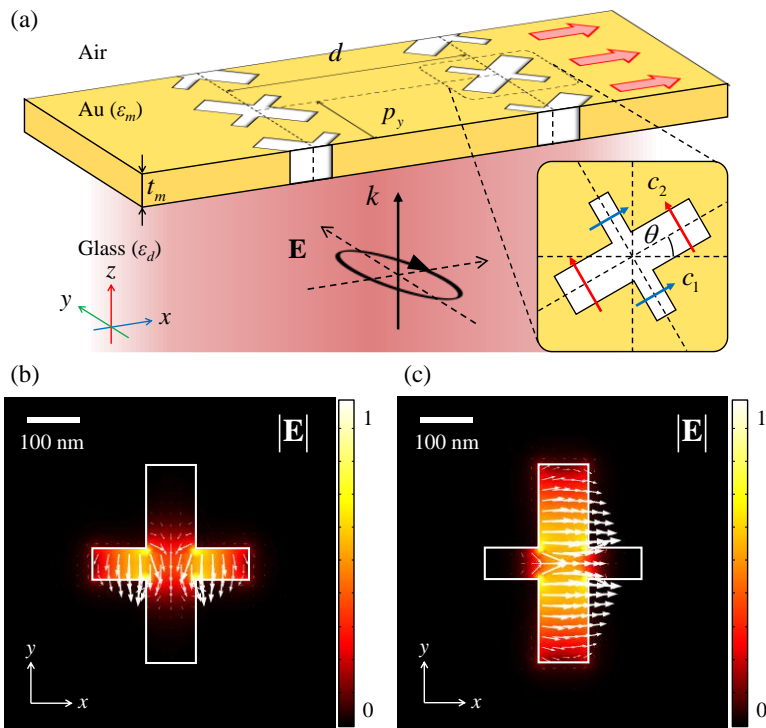 (a)
Air
d
Au (εm)
py
tm
k
Glass (εd)
E
z
y
x
c2
θ
c1
(b)
(c)
100 nm
|E|
1
100 nm
|E|
1
y
x
0
y
x
0